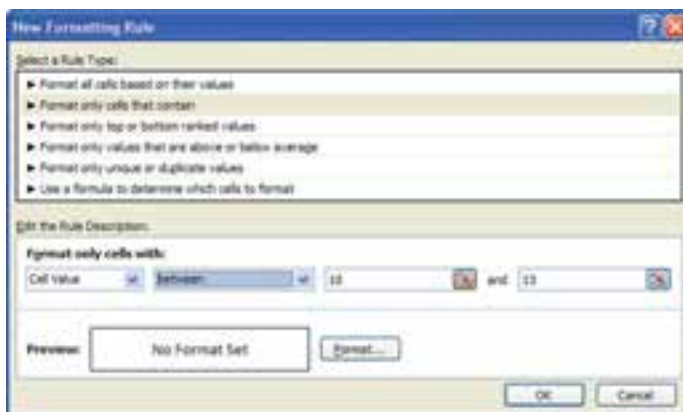 New Formatting Rule
Select a Rule Type:
► Format all cells based on their values
► Format only cells that contain
► Format only top or bottom ranked values
► Format only values that are above or below average
► Format only unique or duplicate values
► Use a formula to determine which cells to format
Edit the Rule Description:
Format only cells with:
Cell Value between 10 and 13
Preview: No Format Set Format...
OK Cancel